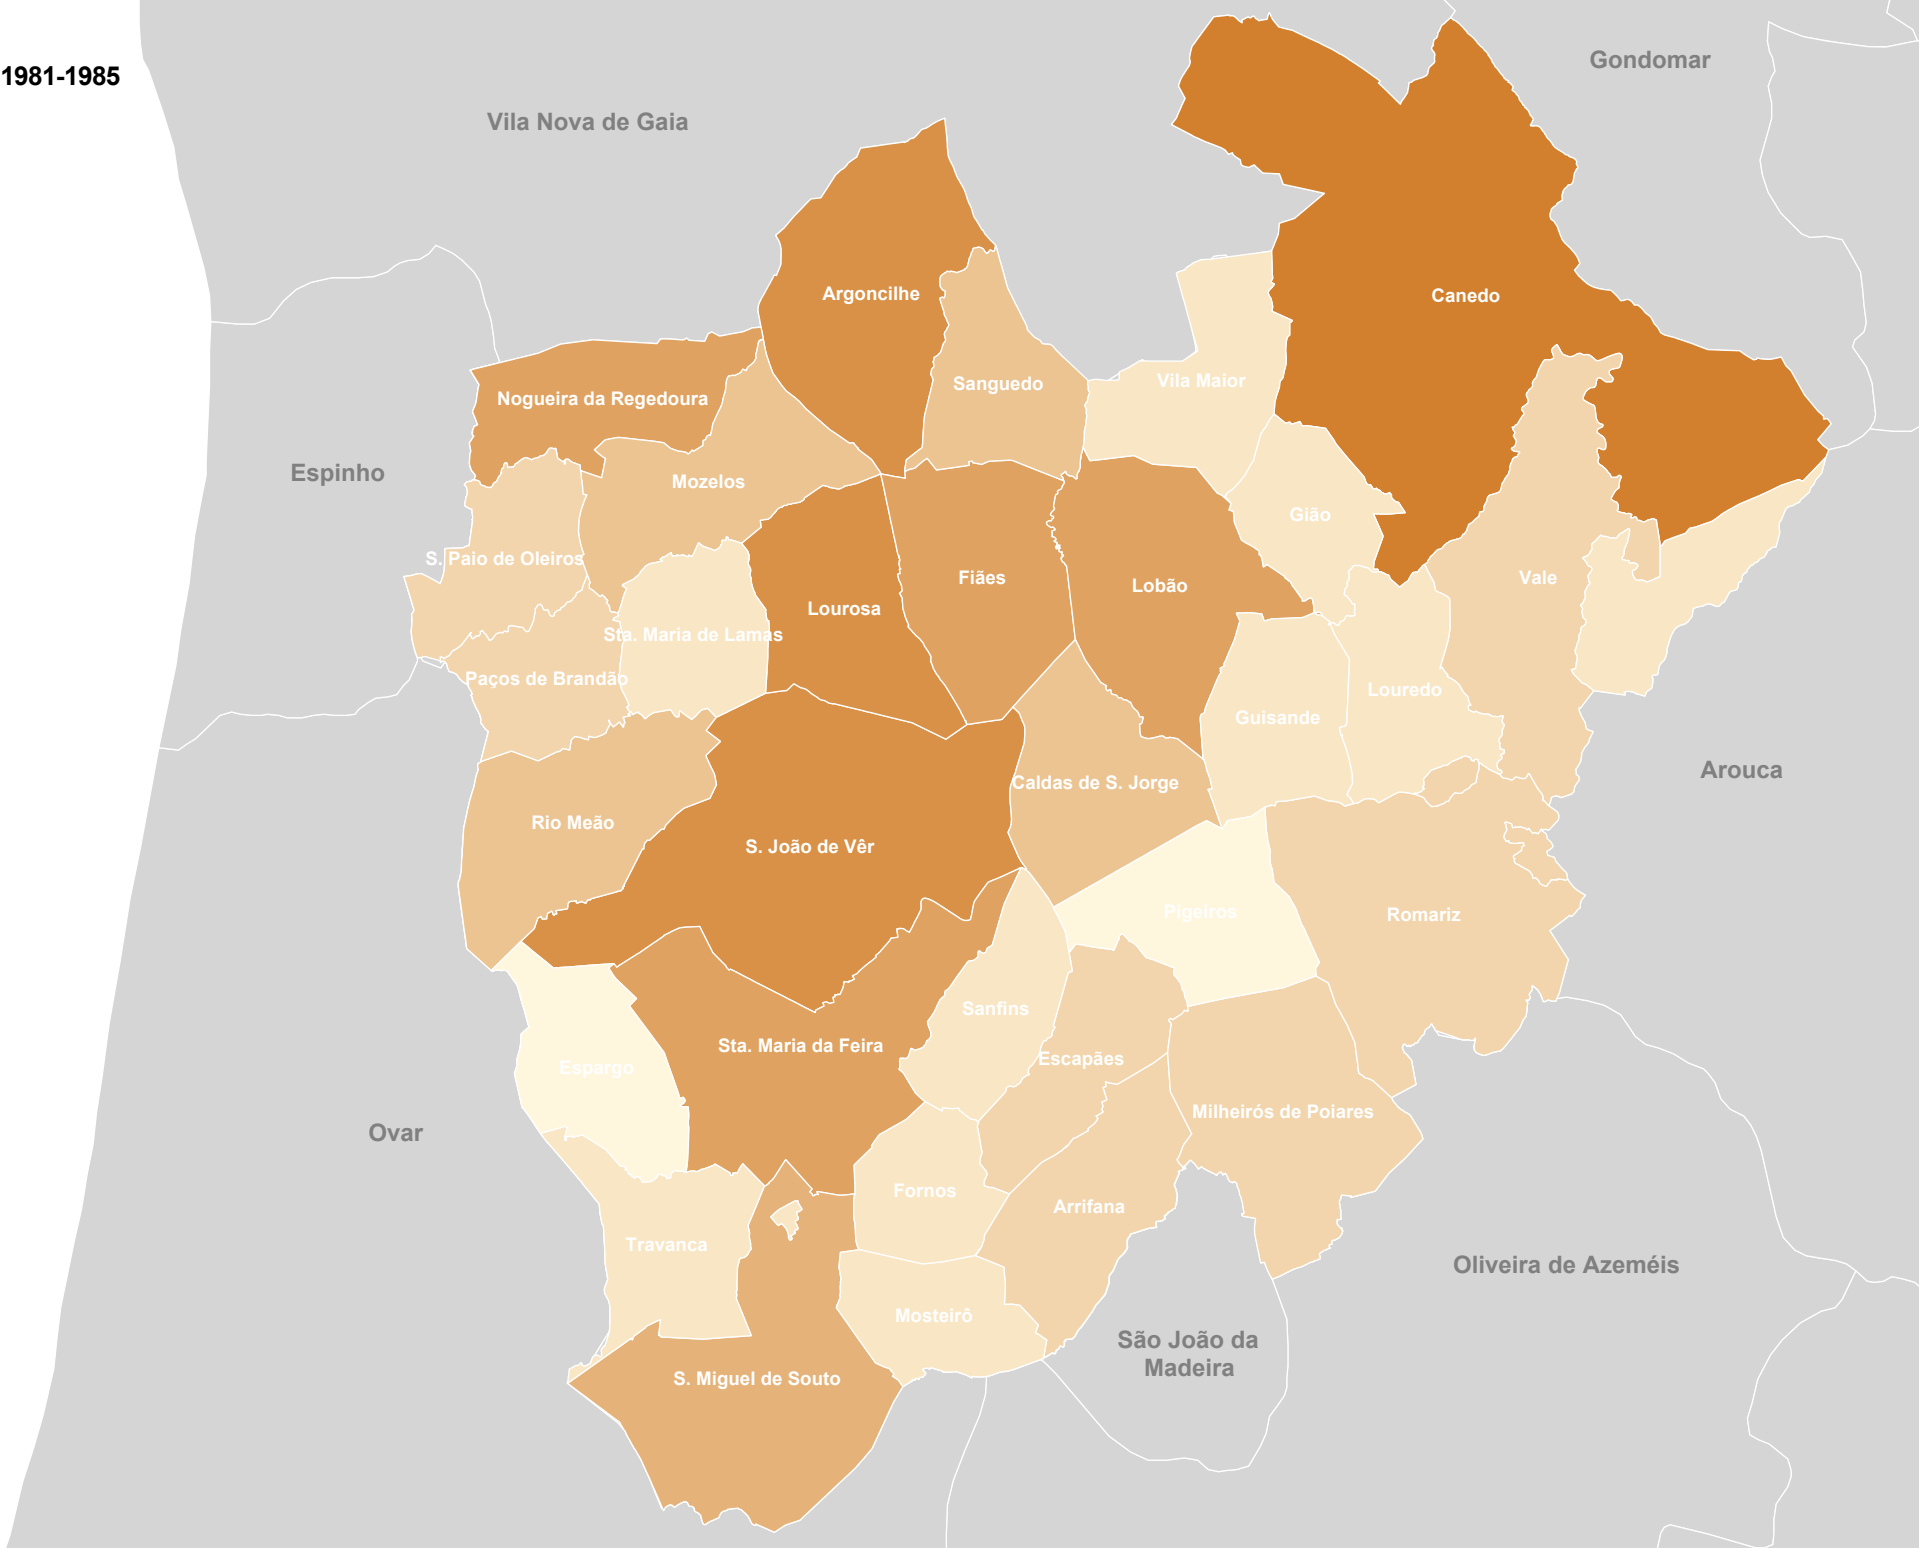 Gondomar
1981-1985
Vila Nova de Gaia
Argoncilhe
Canedo
Sanguedo
Vila Maior
Nogueira da Regedoura
Espinho
Mozelos
Gião
S. Paio de Oleiros
Fiães
Vale
Lobão
Lourosa
Sta. Maria de Lamas
Paços de Brandão
Louredo
Guisande
Arouca
Caldas de S. Jorge
Rio Meão
S. João de Vêr
Pigeiros
Romariz
Sanfins
Sta. Maria da Feira
Escapães
Espargo
Milheirós de Poiares
Ovar
Fornos
Arrifana
Travanca
Oliveira de Azeméis
Mosteirô
São João da
Madeira
S. Miguel de Souto